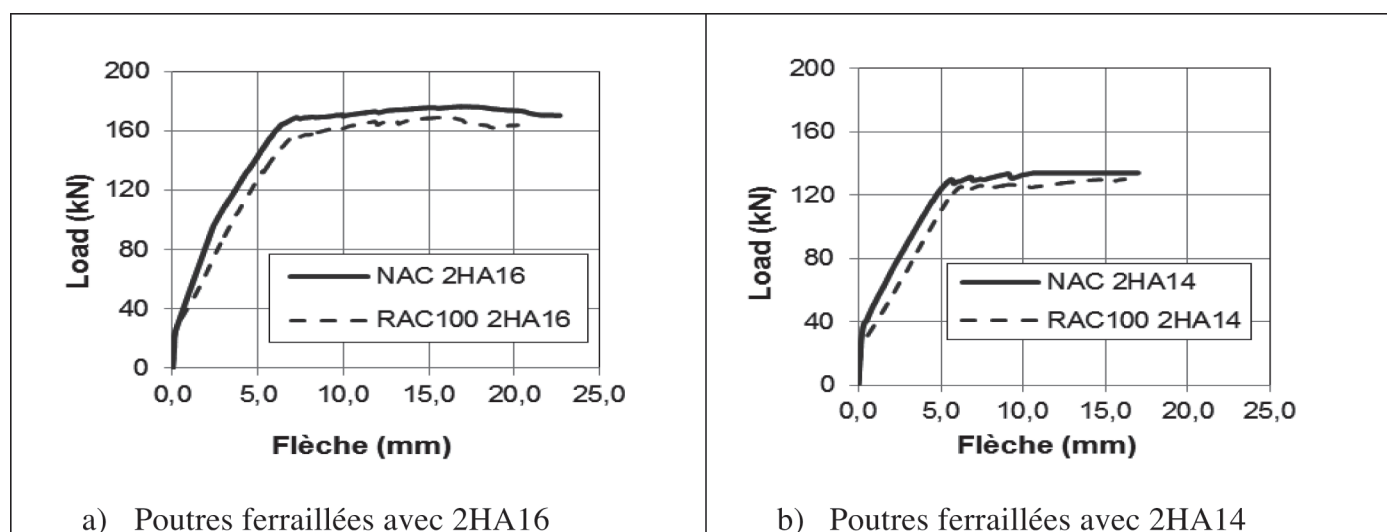 200
160
120
80
40
0
Load (kN)
NAC 2HA16
RAC100 2HA16
0,0 5,0 10,0 15,0 20,0 25,0
Flèche (mm)
a) Poutres ferraillées avec 2HA16
200
160
120
80
40
0
Load (kN)
NAC 2HA14
RAC100 2HA14
0,0 5,0 10,0 15,0 20,0 25,0
Flèche (mm)
b) Poutres ferraillées avec 2HA14